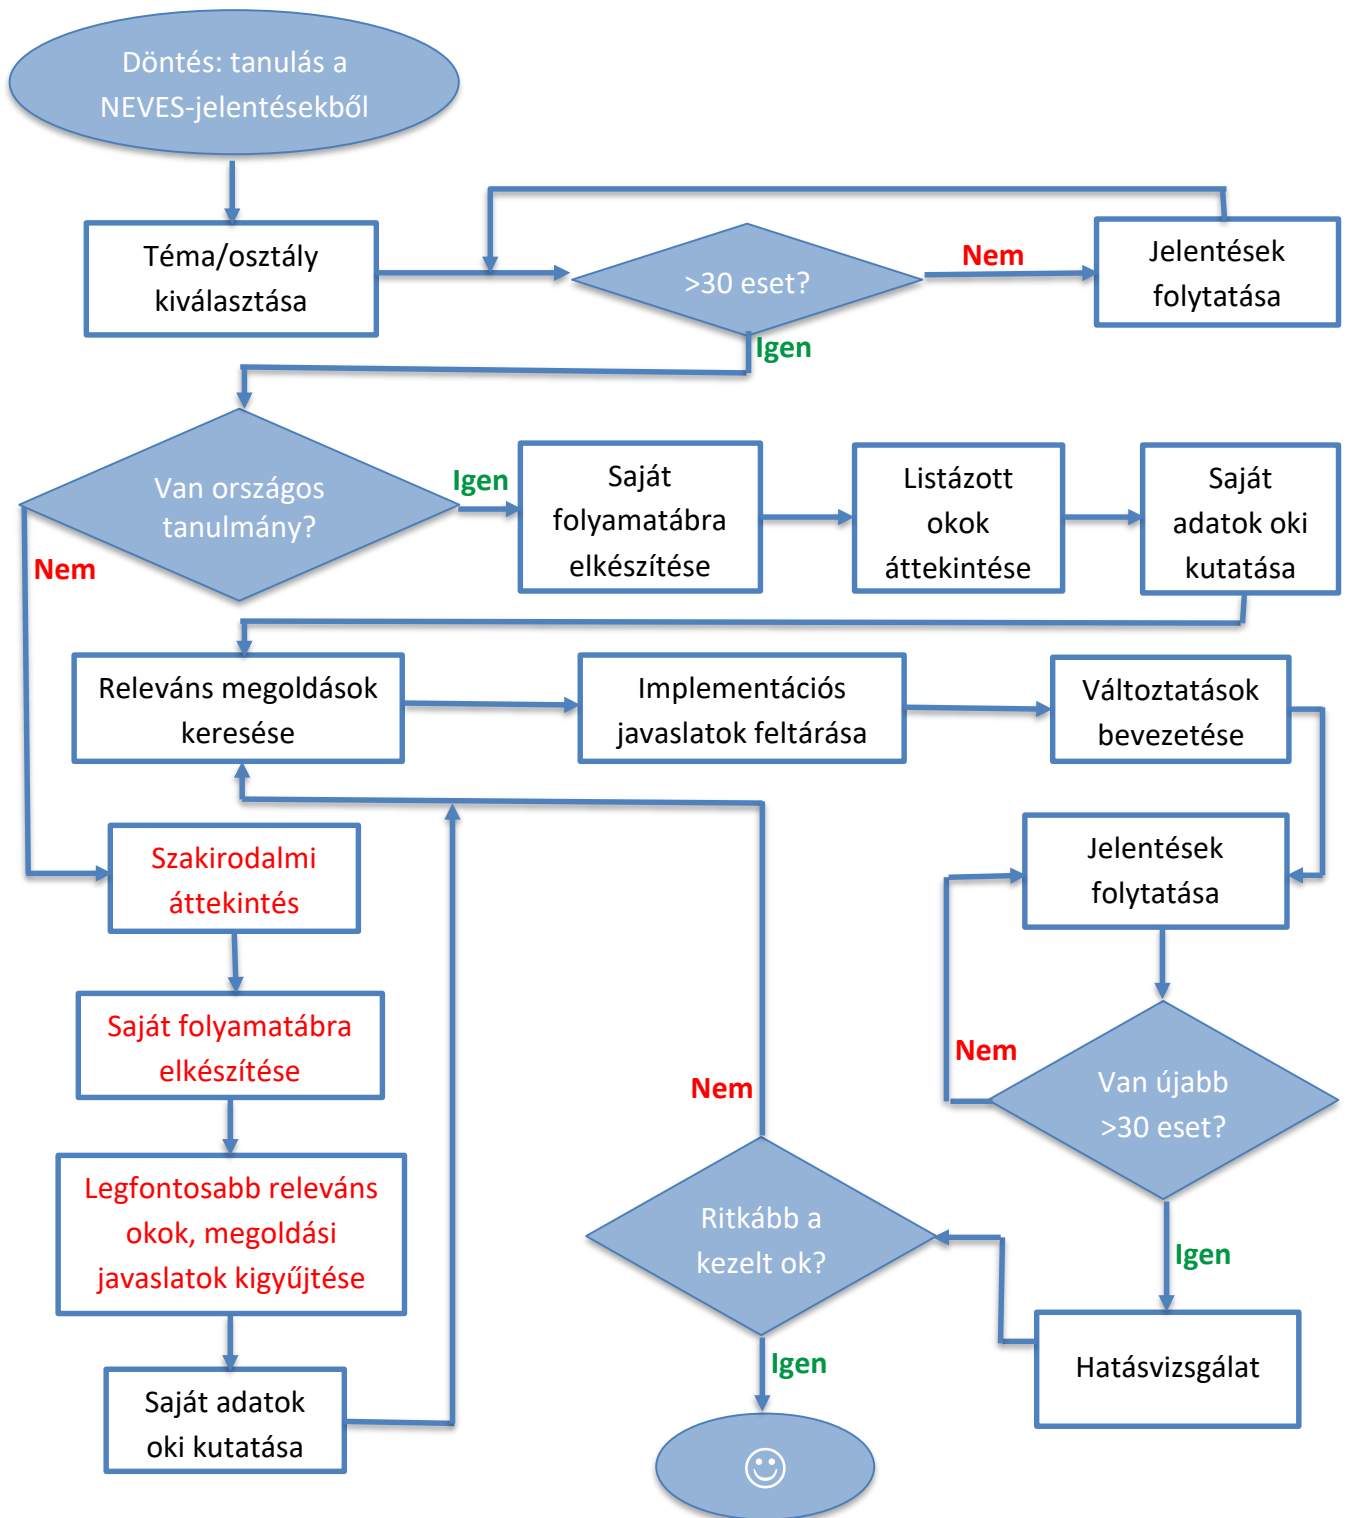 Döntés: tanulás a
NEVES-jelentésekből
Téma/osztály
kiválasztása
>30 eset?
Nem
Jelentések
folytatása
Igen
Van országos
tanulmány?
Igen
Saját
folyamatábra
elkészítése
Listázott
okok
áttekintése
Saját
adatok oki
kutatása
Nem
Releváns megoldások
keresése
Implementációs
javaslatok feltárása
Változtatások
bevezetése
Szakirodalmi
áttekintés
Jelentések
folytatása
Saját folyamatábra
elkészítése
Nem
Van újabb
>30 eset?
Nem
Legfontosabb releváns
okok, megoldási
javaslatok kigyűjtése
Ritkább a
kezelt ok?
Igen
Saját adatok
oki kutatása
Igen
Hatásvizsgálat